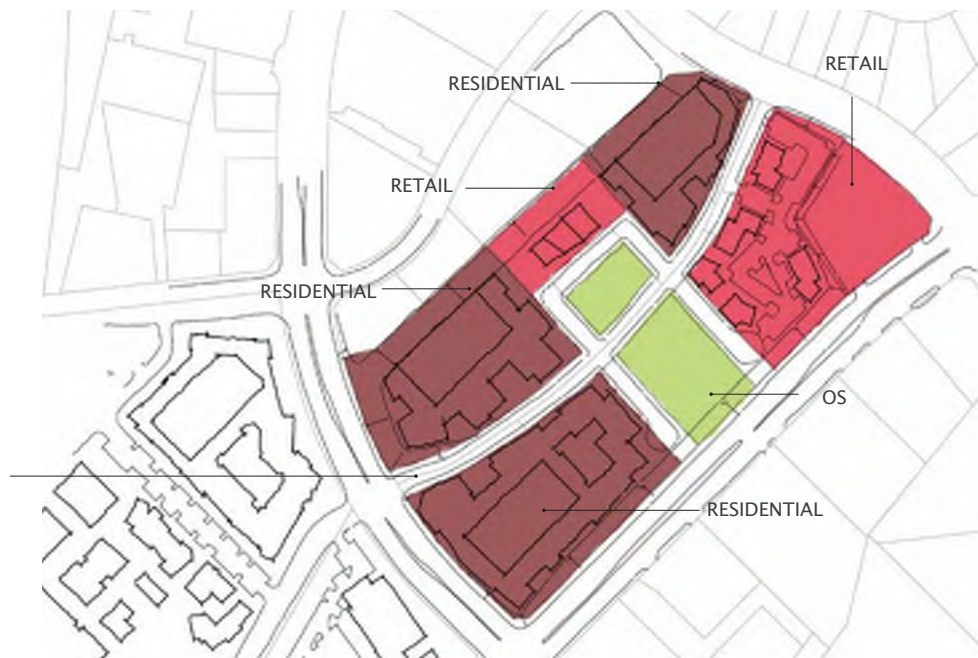 RETAIL
RESIDENTIAL
RETAIL
RESIDENTIAL
OS
RESIDENTIAL